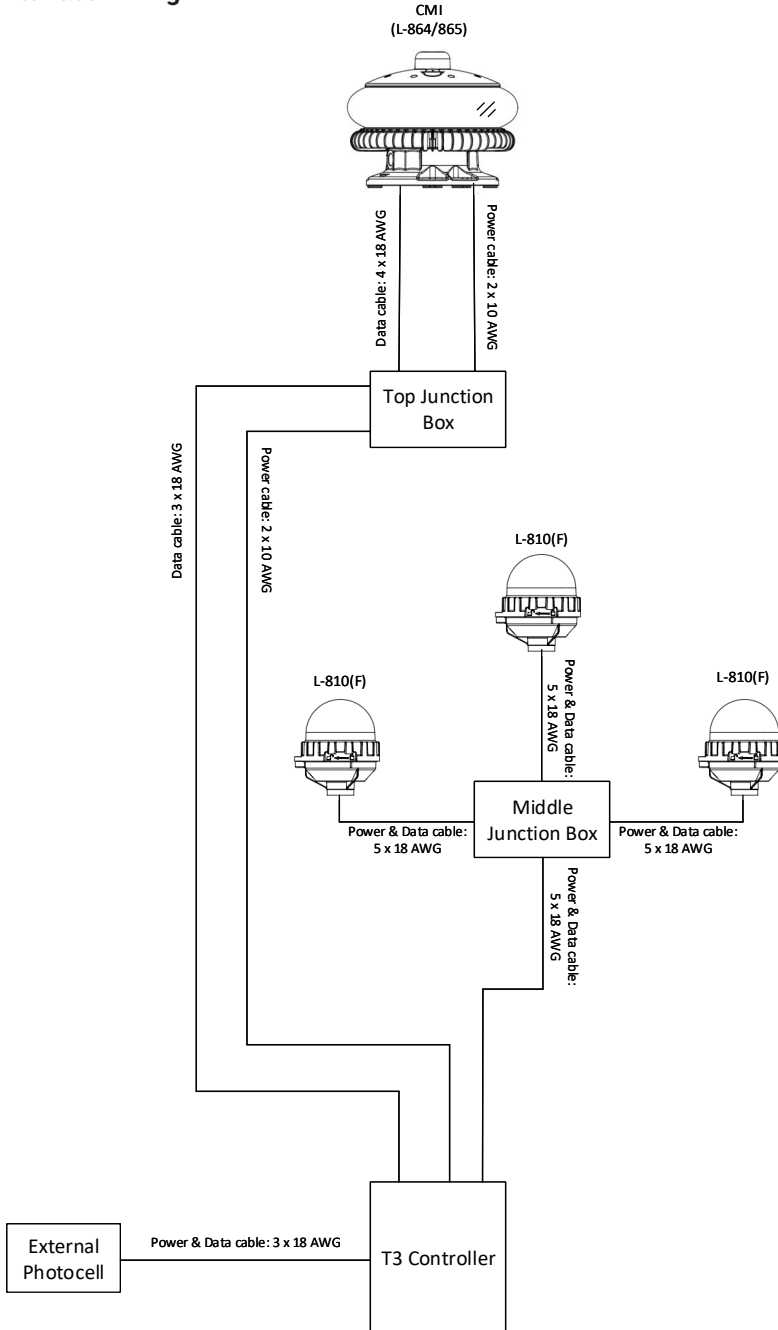 CMI
(L-864/865)
Data cable: 4 x 18 AWG
Power cable: 2 x 10 AWG
Top Junction
Box
Data cable: 3 x 18 AWG
Power cable: 2 x 10 AWG
L-810(F)
Power & Data cable:
5 x 18 AWG
L-810(F)
L-810(F)
Middle
Junction Box
Power & Data cable:
5 x 18 AWG
Power & Data cable:
5 x 18 AWG
Power & Data cable:
5 x 18 AWG
External
Photocell
Power & Data cable: 3 x 18 AWG
T3 Controller